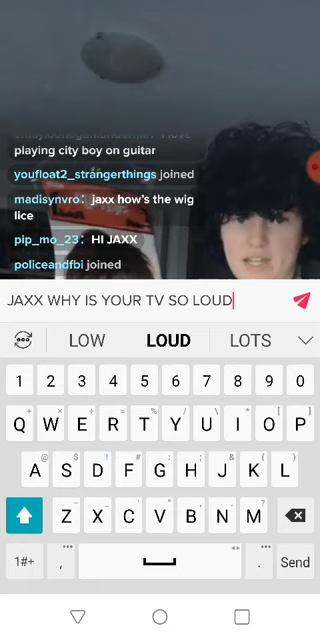 playing city boy on guitar
youfloat2_strangerthings joined
madisynvro: jaxx how's the wig
lice
pip_mo_23: HI JAXX
policeandfbi joined
JAXX WHY IS YOUR TV SO LOUD
LOW LOUD LOTS
1 2 3 4 5 6 7 8 9 0
Q W E R T Y U I O P
A S D F G H J K L
Z X C V B N M
1#+ , . Send